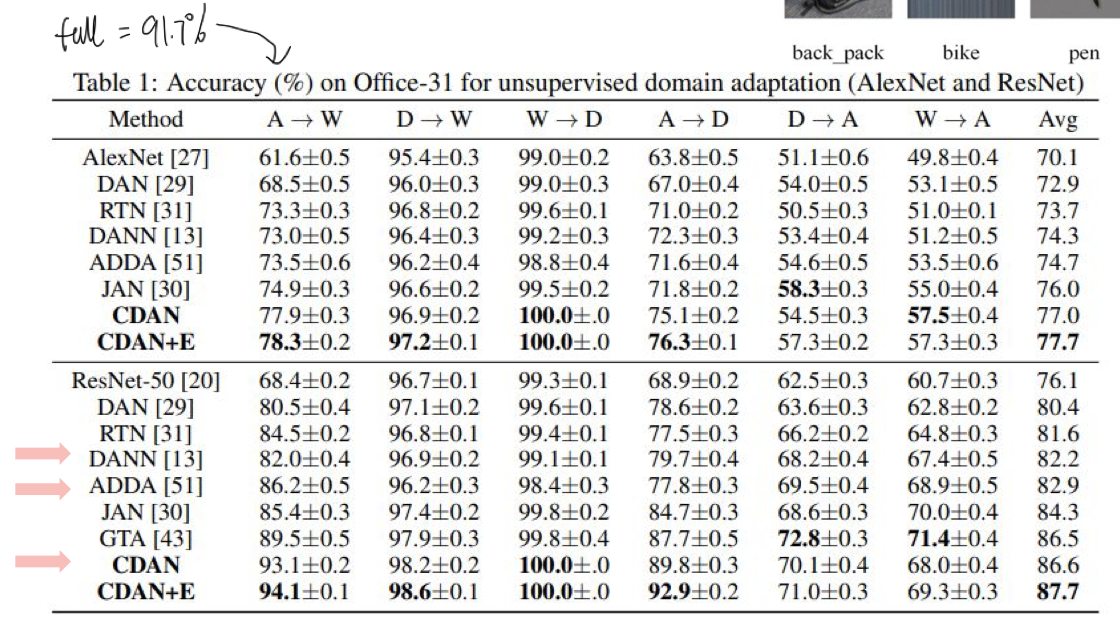 full = 91.7%
back_pack bike pen
Table 1: Accuracy (%) on Office-31 for unsupervised domain adaptation (AlexNet and ResNet)
Method A → W D → W W → D A → D D → A W → A Avg
AlexNet [27] 61.6±0.5 95.4±0.3 99.0±0.2 63.8±0.5 51.1±0.6 49.8±0.4 70.1
DAN [29] 68.5±0.5 96.0±0.3 99.0±0.3 67.0±0.4 54.0±0.5 53.1±0.5 72.9
RTN [31] 73.3±0.3 96.8±0.2 99.6±0.1 71.0±0.2 50.5±0.3 51.0±0.1 73.7
DANN [13] 73.0±0.5 96.4±0.3 99.2±0.3 72.3±0.3 53.4±0.4 51.2±0.5 74.3
ADDA [51] 73.5±0.6 96.2±0.4 98.8±0.4 71.6±0.4 54.6±0.5 53.5±0.6 74.7
JAN [30] 74.9±0.3 96.6±0.2 99.5±0.2 71.8±0.2 58.3±0.3 55.0±0.4 76.0
CDAN 77.9±0.3 96.9±0.2 100.0±.0 75.1±0.2 54.5±0.3 57.5±0.4 77.0
CDAN+E 78.3±0.2 97.2±0.1 100.0±.0 76.3±0.1 57.3±0.2 57.3±0.3 77.7
ResNet-50 [20] 68.4±0.2 96.7±0.1 99.3±0.1 68.9±0.2 62.5±0.3 60.7±0.3 76.1
DAN [29] 80.5±0.4 97.1±0.2 99.6±0.1 78.6±0.2 63.6±0.3 62.8±0.2 80.4
RTN [31] 84.5±0.2 96.8±0.1 99.4±0.1 77.5±0.3 66.2±0.2 64.8±0.3 81.6
DANN [13] 82.0±0.4 96.9±0.2 99.1±0.1 79.7±0.4 68.2±0.4 67.4±0.5 82.2
ADDA [51] 86.2±0.5 96.2±0.3 98.4±0.3 77.8±0.3 69.5±0.4 68.9±0.5 82.9
JAN [30] 85.4±0.3 97.4±0.2 99.8±0.2 84.7±0.3 68.6±0.3 70.0±0.4 84.3
GTA [43] 89.5±0.5 97.9±0.3 99.8±0.4 87.7±0.5 72.8±0.3 71.4±0.4 86.5
CDAN 93.1±0.2 98.2±0.2 100.0±.0 89.8±0.3 70.1±0.4 68.0±0.4 86.6
CDAN+E 94.1±0.1 98.6±0.1 100.0±.0 92.9±0.2 71.0±0.3 69.3±0.3 87.7